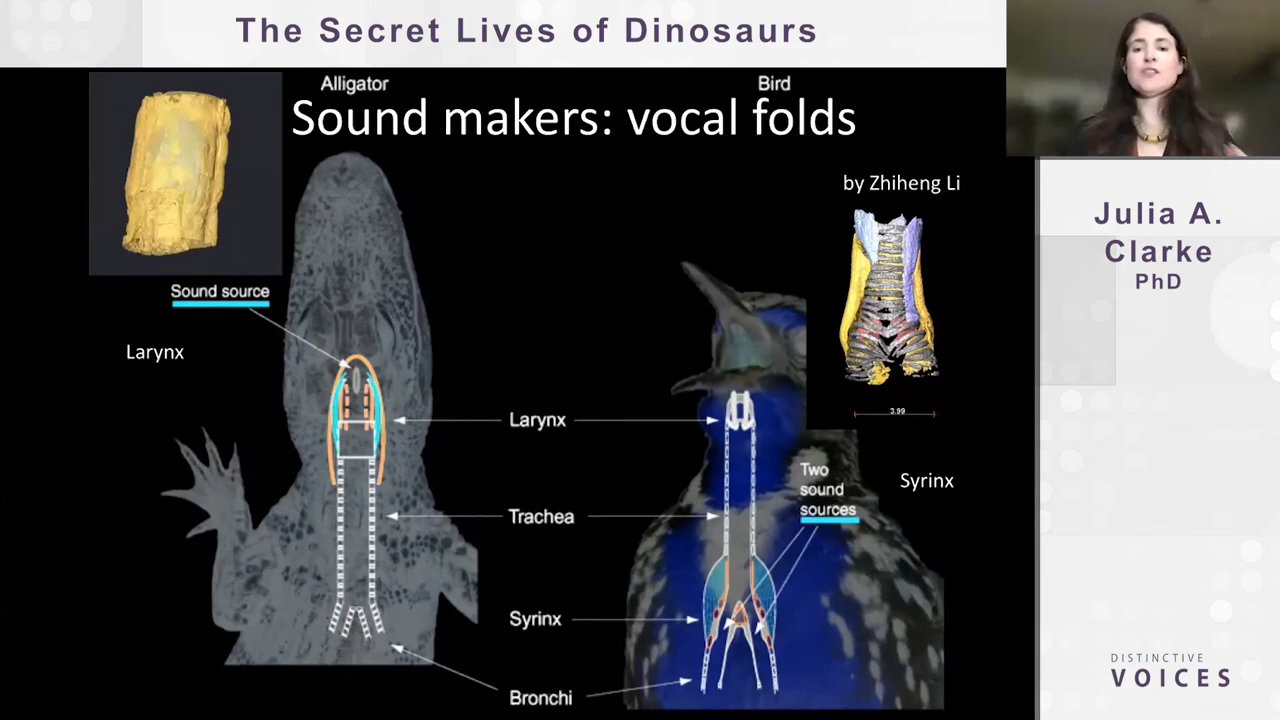 The Secret Lives of Dinosaurs
Alligator
Bird
Sound makers: vocal folds
by Zhiheng Li
Sound source
Larynx
3.99
Larynx
Two
sound
sources
Syrinx
Trachea
Syrinx
Bronchi
Julia A.
Clarke
PhD
DISTINCTIVE
VOICES